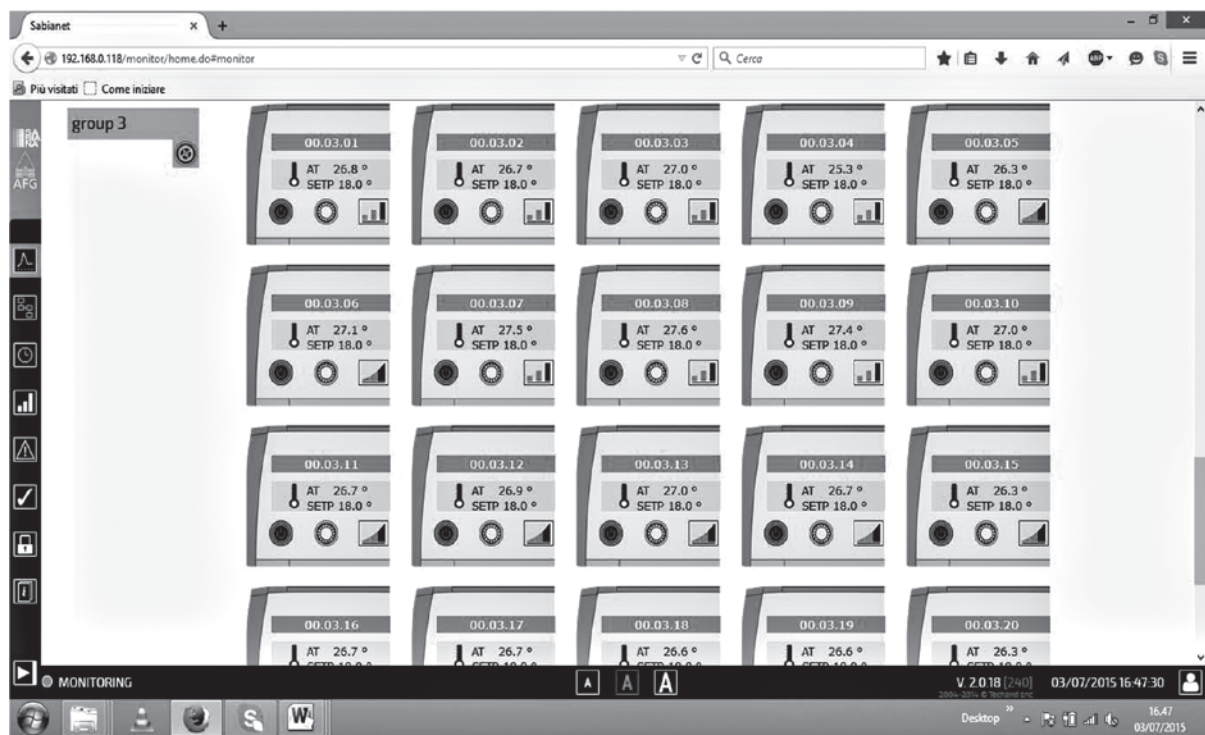 Sabianet
192.168.0.118/monitor/home.do#monitor
Cerca
ABP
Più visitati
Come iniziare
AFG
group 3
00.03.01
AT 26.8 °
SETP 18.0 °
00.03.02
AT 26.7 °
SETP 18.0 °
00.03.03
AT 27.0 °
SETP 18.0 °
00.03.04
AT 25.3 °
SETP 18.0 °
00.03.05
AT 26.3 °
SETP 18.0 °
00.03.06
AT 27.1 °
SETP 18.0 °
00.03.07
AT 27.5 °
SETP 18.0 °
00.03.08
AT 27.6 °
SETP 18.0 °
00.03.09
AT 27.4 °
SETP 18.0 °
00.03.10
AT 27.0 °
SETP 18.0 °
00.03.11
AT 26.7 °
SETP 18.0 °
00.03.12
AT 26.9 °
SETP 18.0 °
00.03.13
AT 27.0 °
SETP 18.0 °
00.03.14
AT 26.7 °
SETP 18.0 °
00.03.15
AT 26.3 °
SETP 18.0 °
00.03.16
AT 26.7 °
00.03.17
AT 26.7 °
00.03.18
AT 26.6 °
00.03.19
AT 26.6 °
00.03.20
AT 26.3 °
MONITORING
A A A
V. 2.0.18 [240]
2004-2014 © Techend snc
03/07/2015 16:47:30
Desktop
16.47
03/07/2015